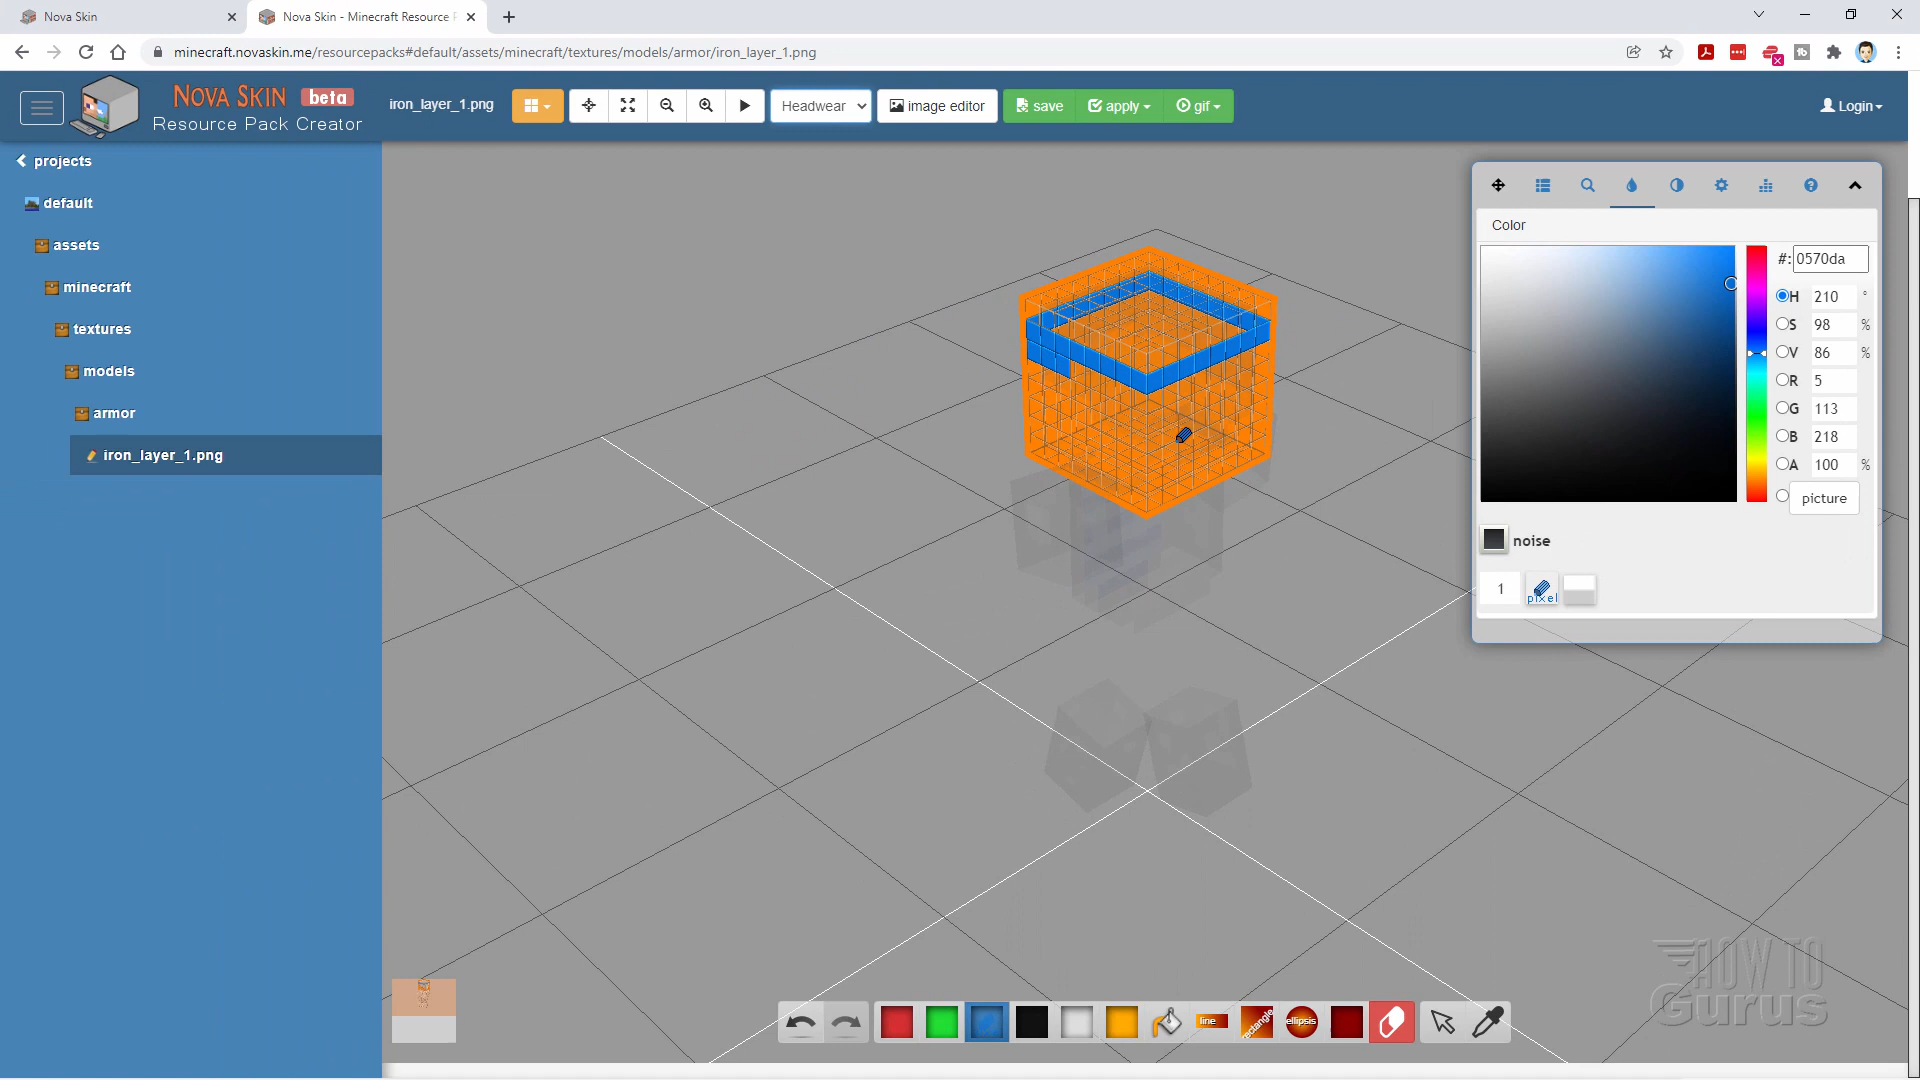 Nova Skin
Nova Skin - Minecraft Resource P
minecraft.novaskin.me/resourcepacks#default/assets/minecraft/textures/models/armor/iron_layer_1.png
NOVA SKIN beta
Resource Pack Creator
iron_layer_1.png
Headwear
image editor
save
apply
gif
Login
projects
default
assets
minecraft
textures
models
armor
iron_layer_1.png
Color
#: 0570da
H 210 °
S 98 %
V 86 %
R 5
G 113
B 218
A 100 %
picture
noise
1
pixel
line
rectangle
ellipsis
HOW TO
Gurus